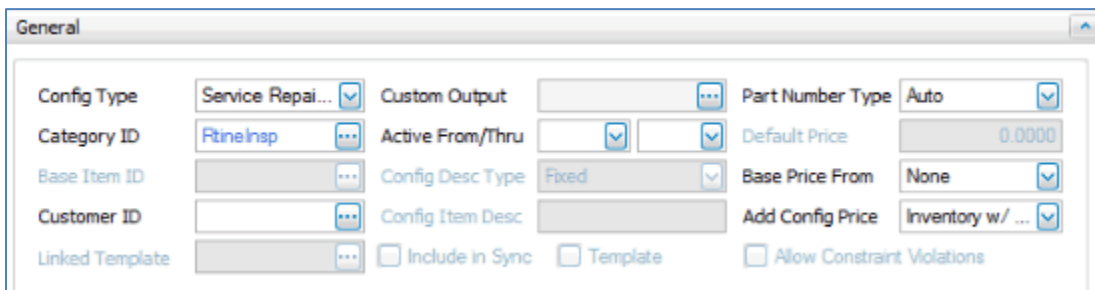 General
Config Type Service Repai... Custom Output Part Number Type Auto
Category ID RtineInsp Active From/Thru Default Price 0.0000
Base Item ID Config Desc Type Fixed Base Price From None
Customer ID Config Item Desc Add Config Price Inventory w/ ...
Linked Template Include in Sync Template Allow Constraint Violations